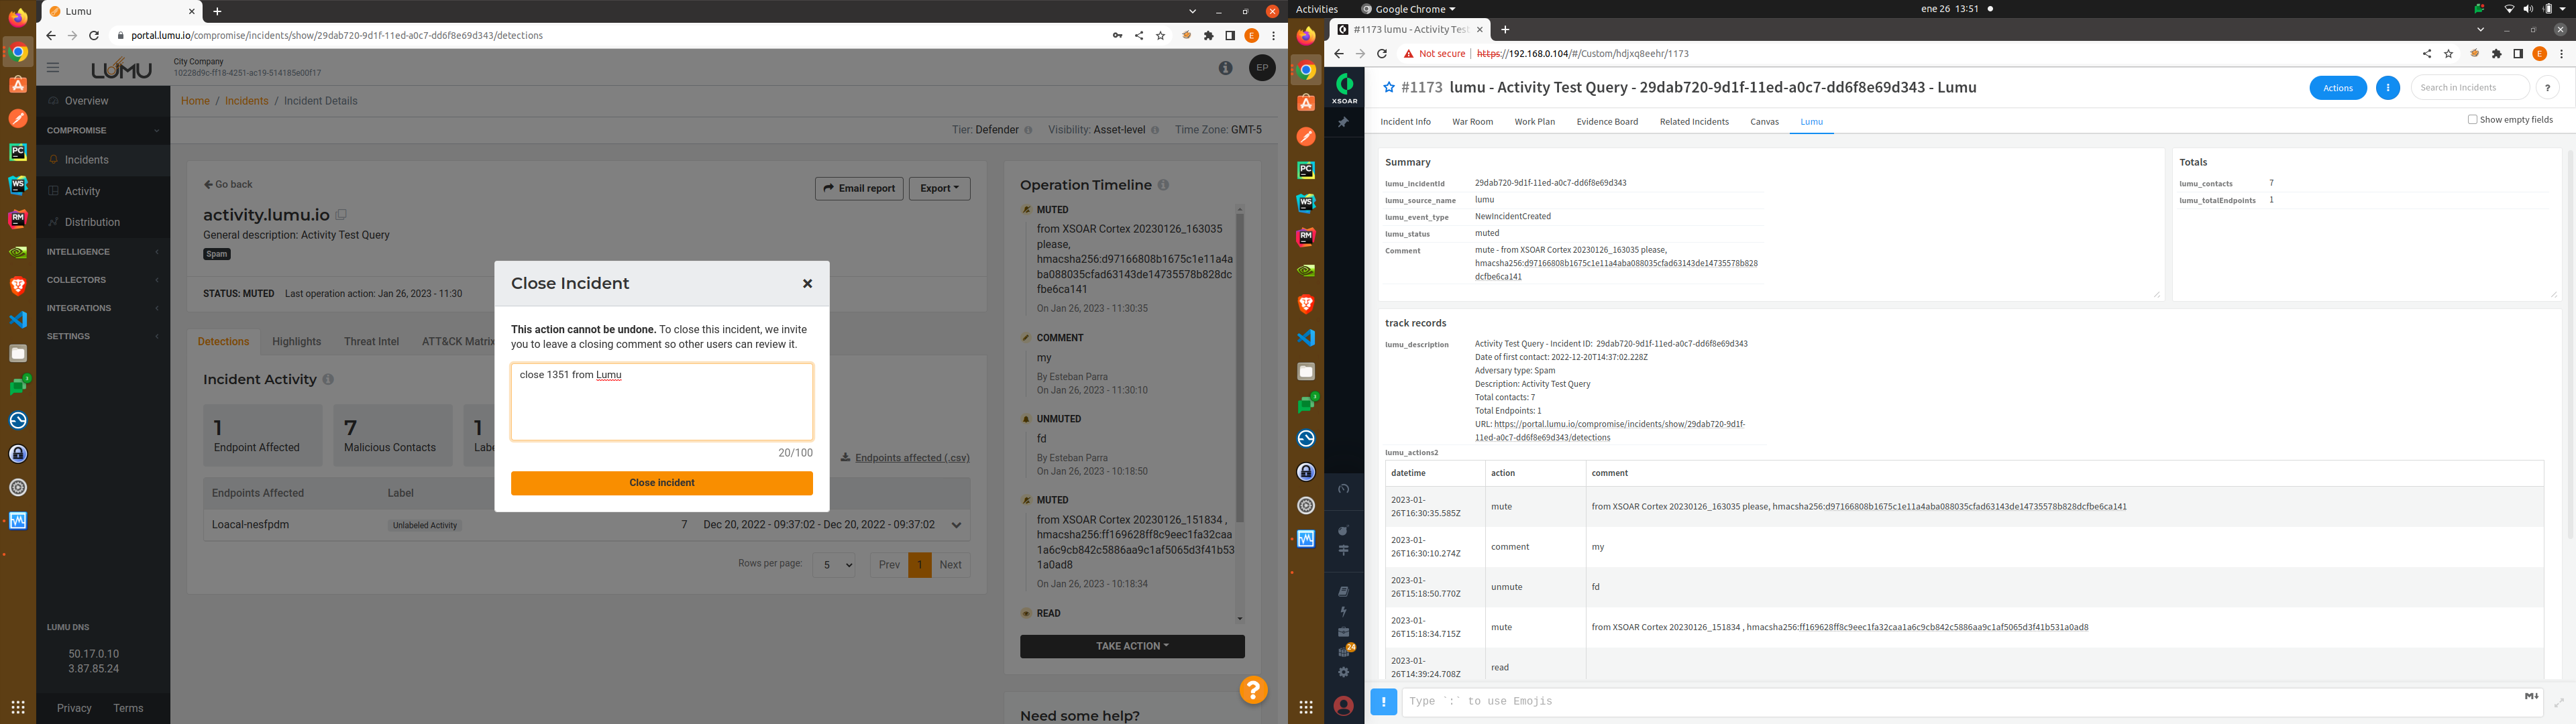 Lumu
portal.lumu.io/compromise/incidents/show/29dab720-9d1f-11ed-a0c7-dd6f8e69d343/detections
LUMU
City Company
10228d9c-ff18-4251-ac19-514185e00f17
EP
Overview
COMPROMISE
Incidents
Activity
Distribution
INTELLIGENCE
COLLECTORS
INTEGRATIONS
SETTINGS
LUMU DNS
50.17.0.10
3.87.85.24
Privacy Terms
Home / Incidents / Incident Details
Tier: Defender Visibility: Asset-level Time Zone: GMT-5
Go back
Email report Export
activity.lumu.io
General description: Activity Test Query
Spam
STATUS: MUTED Last operation action: Jan 26, 2023 - 11:30
Detections Highlights Threat Intel ATT&CK Matrix
Incident Activity
1
Endpoint Affected
7
Malicious Contacts
1
Labe
Endpoints affected (.csv)
Endpoints Affected Label
Loacal-nesfpdm Unlabeled Activity 7 Dec 20, 2022 - 09:37:02 - Dec 20, 2022 - 09:37:02
Rows per page: 5 Prev 1 Next
Close Incident
This action cannot be undone. To close this incident, we invite
you to leave a closing comment so other users can review it.
close 1351 from Lumu
20/100
Close incident
Operation Timeline
MUTED
from XSOAR Cortex 20230126_163035
please,
hmacsha256:d97166808b1675c1e11a4a
ba088035cfad63143de14735578b828dc
fbe6ca141
On Jan 26, 2023 - 11:30:35
COMMENT
my
By Esteban Parra
On Jan 26, 2023 - 11:30:10
UNMUTED
fd
By Esteban Parra
On Jan 26, 2023 - 10:18:50
MUTED
from XSOAR Cortex 20230126_151834 ,
hmacsha256:ff169628ff8c9eec1fa32caa
1a6c9cb842c5886aa9c1af5065d3f41b53
1a0ad8
On Jan 26, 2023 - 10:18:34
READ
TAKE ACTION
Need some help?
?
Activities Google Chrome ene 26 13:51
#1173 lumu - Activity Test
Not secure https://192.168.0.104/#/Custom/hdjxq8eehr/1173
XSOAR
#1173 lumu - Activity Test Query - 29dab720-9d1f-11ed-a0c7-dd6f8e69d343 - Lumu
Actions Search in Incidents ?
Incident Info War Room Work Plan Evidence Board Related Incidents Canvas Lumu
Show empty fields
Summary
lumu_incidentId 29dab720-9d1f-11ed-a0c7-dd6f8e69d343
lumu_source_name lumu
lumu_event_type NewIncidentCreated
lumu_status muted
Comment mute - from XSOAR Cortex 20230126_163035 please,
hmacsha256:d97166808b1675c1e11a4aba088035cfad63143de14735578b828
dcfbe6ca141
Totals
lumu_contacts 7
lumu_totalEndpoints 1
track records
lumu_description Activity Test Query - Incident ID: 29dab720-9d1f-11ed-a0c7-dd6f8e69d343
Date of first contact: 2022-12-20T14:37:02.228Z
Adversary type: Spam
Description: Activity Test Query
Total contacts: 7
Total Endpoints: 1
URL: https://portal.lumu.io/compromise/incidents/show/29dab720-9d1f-
11ed-a0c7-dd6f8e69d343/detections
lumu_actions2
datetime action comment
2023-01-
26T16:30:35.585Z mute from XSOAR Cortex 20230126_163035 please, hmacsha256:d97166808b1675c1e11a4aba088035cfad63143de14735578b828dcfbe6ca141
2023-01-
26T16:30:10.274Z comment my
2023-01-
26T15:18:50.770Z unmute fd
2023-01-
26T15:18:34.715Z mute from XSOAR Cortex 20230126_151834 , hmacsha256:ff169628ff8c9eec1fa32caa1a6c9cb842c5886aa9c1af5065d3f41b531a0ad8
2023-01-
26T14:39:24.708Z read
24
! Type `:` to use Emojis